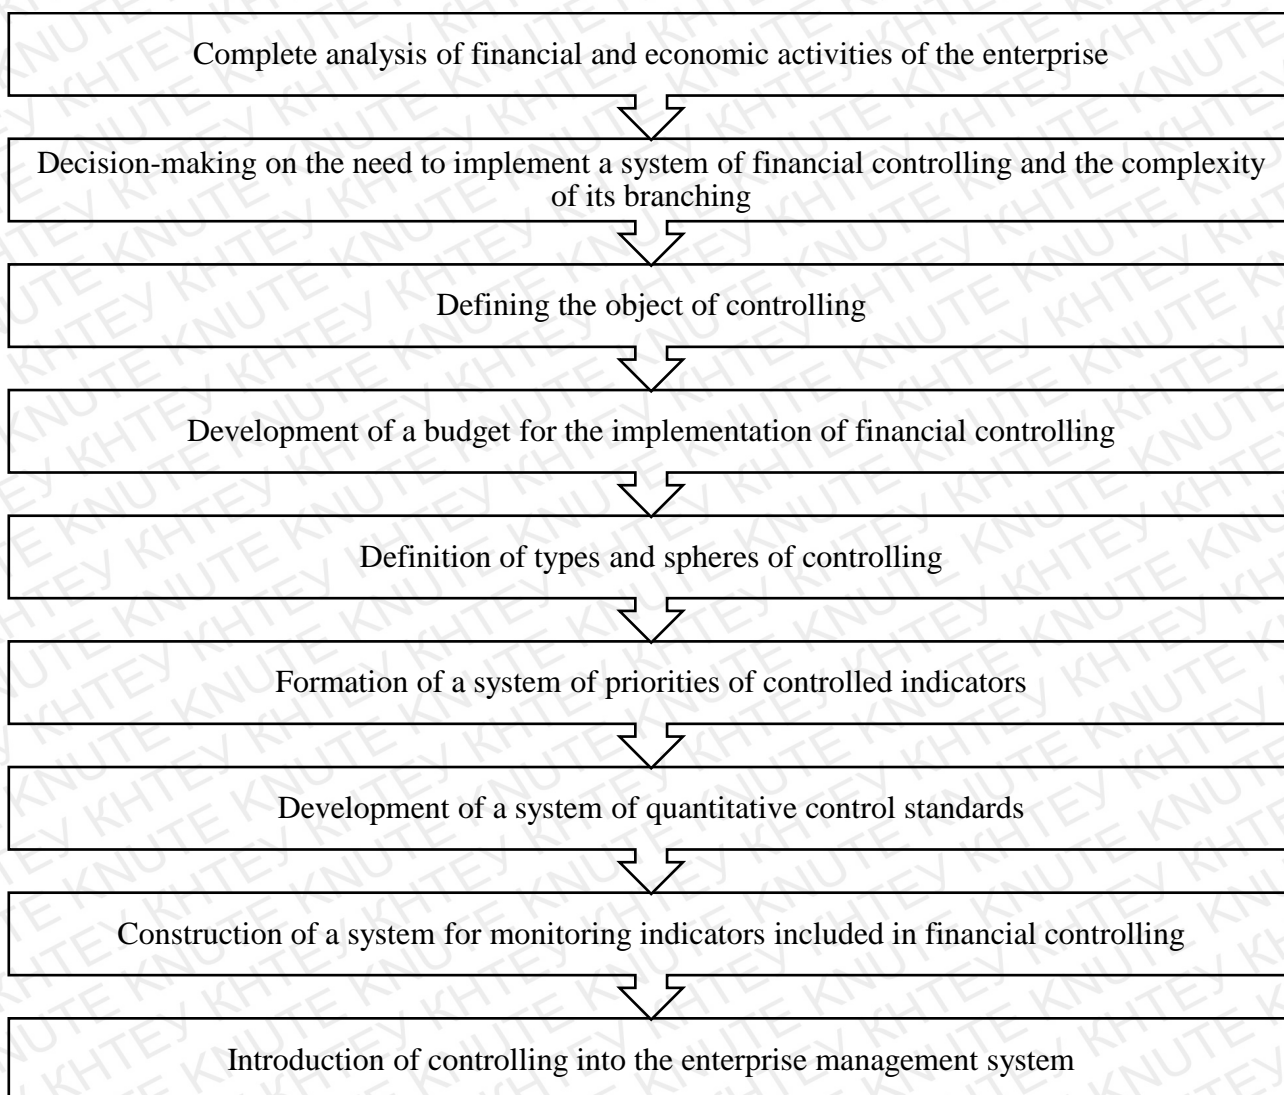 Complete analysis of financial and economic activities of the enterprise
Decision-making on the need to implement a system of financial controlling and the complexity
of its branching
Defining the object of controlling
Development of a budget for the implementation of financial controlling
Definition of types and spheres of controlling
Formation of a system of priorities of controlled indicators
Development of a system of quantitative control standards
Construction of a system for monitoring indicators included in financial controlling
Introduction of controlling into the enterprise management system